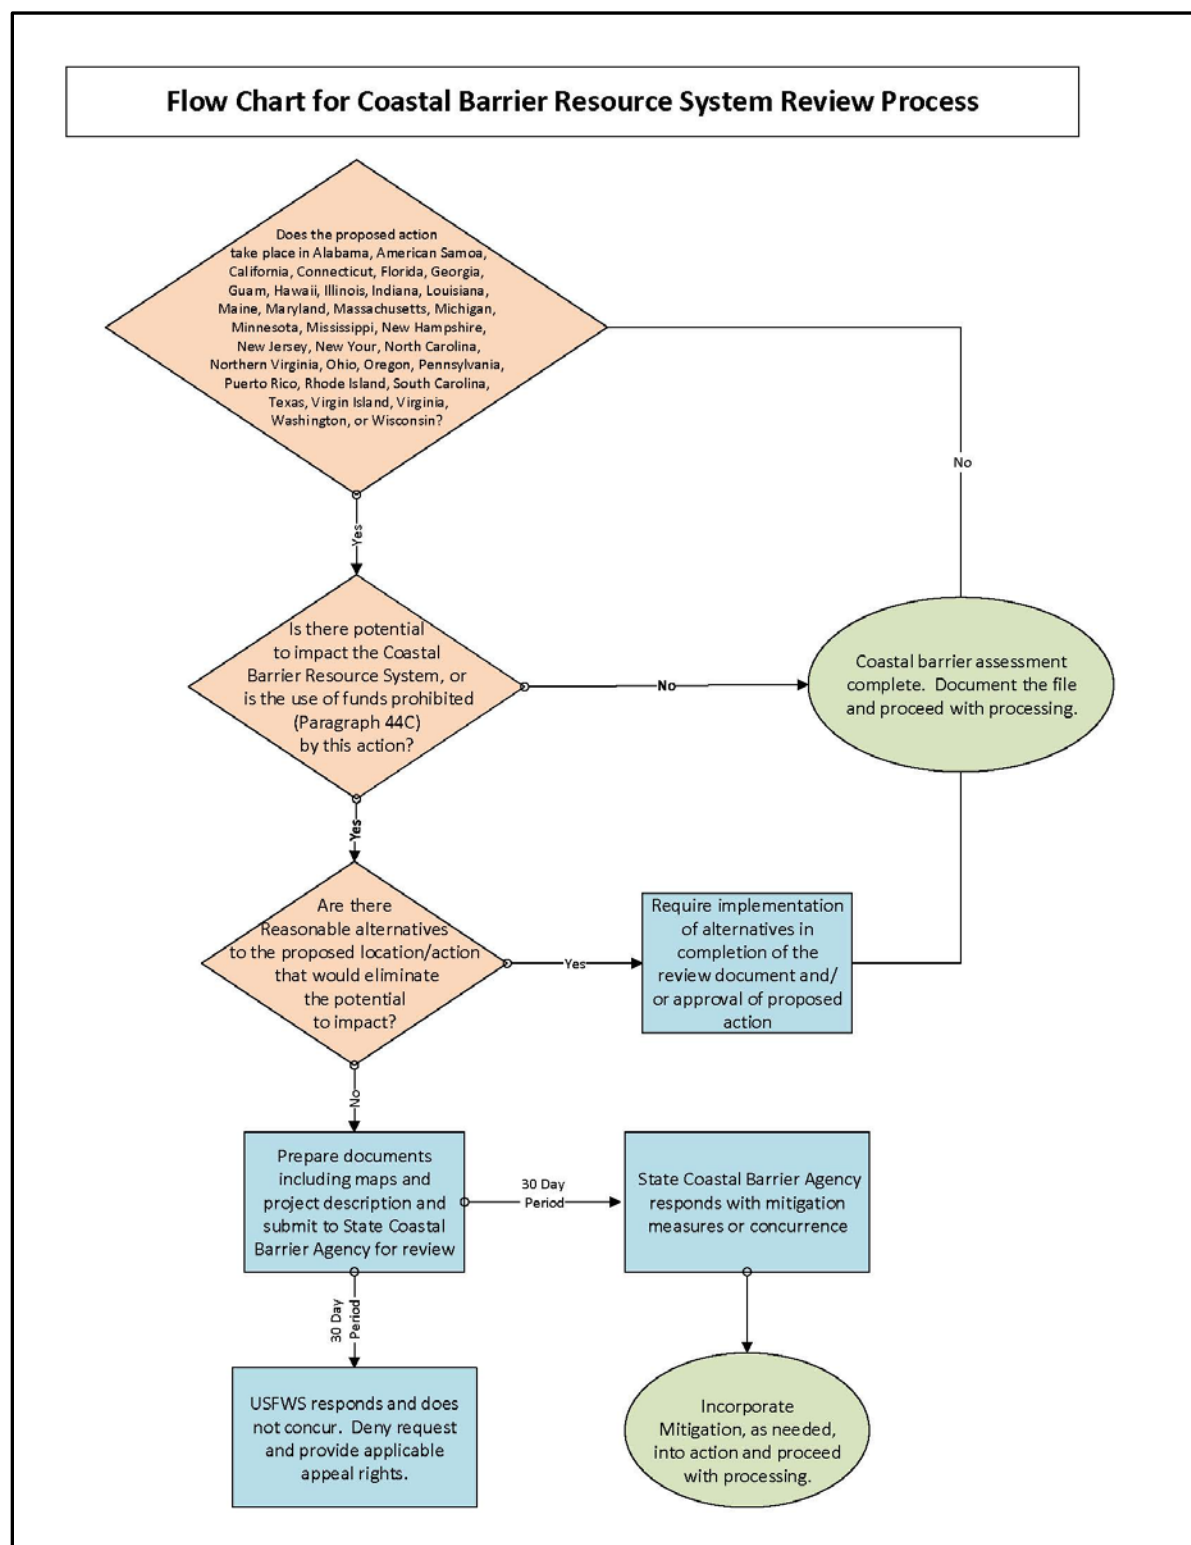 Flow Chart for Coastal Barrier Resource System Review Process
Does the proposed action
take place in Alabama, American Samoa,
California, Connecticut, Florida, Georgia,
Guam, Hawaii, Illinois, Indiana, Louisiana,
Maine, Maryland, Massachusetts, Michigan,
Minnesota, Mississippi, New Hampshire,
New Jersey, New Your, North Carolina,
Northern Virginia, Ohio, Oregon, Pennsylvania,
Puerto Rico, Rhode Island, South Carolina,
Texas, Virgin Island, Virginia,
Washington, or Wisconsin?
No
Yes
Is there potential
to impact the Coastal
Barrier Resource System, or
is the use of funds prohibited
(Paragraph 44C)
by this action?
No
Coastal barrier assessment
complete. Document the file
and proceed with processing.
Yes
Are there
Reasonable alternatives
to the proposed location/action
that would eliminate
the potential
to impact?
Yes
Require implementation
of alternatives in
completion of the
review document and/
or approval of proposed
action
No
Prepare documents
including maps and
project description and
submit to State Coastal
Barrier Agency for review
30 Day
Period
State Coastal Barrier Agency
responds with mitigation
measures or concurrence
30 Day
Period
USFWS responds and does
not concur. Deny request
and provide applicable
appeal rights.
Incorporate
Mitigation, as needed,
into action and proceed
with processing.